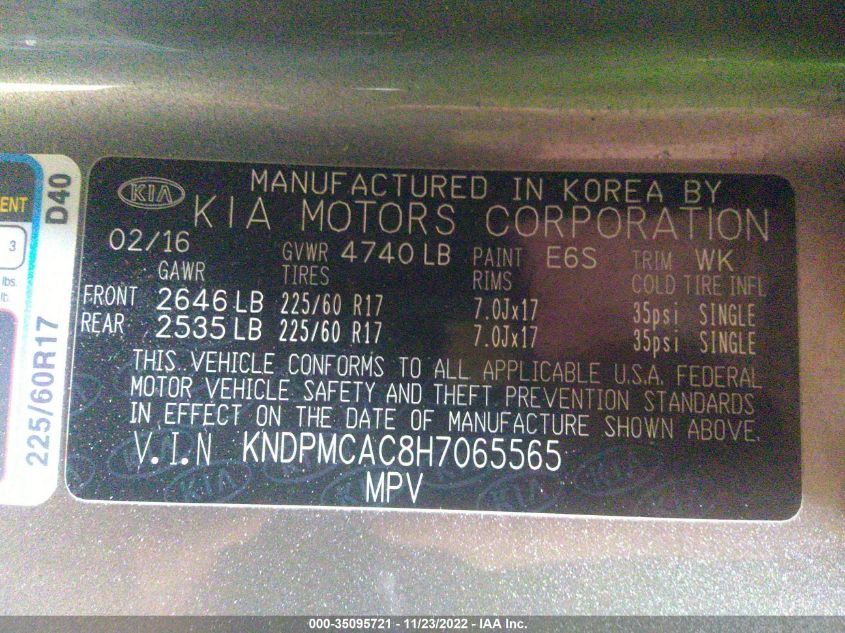 KIA
MANUFACTURED IN KOREA BY
KIA MOTORS CORPORATION
02/16 GVWR 4740 LB PAINT E6S TRIM WK
GAWR TIRES RIMS COLD TIRE INFL
FRONT 2646 LB 225/60 R17 7.0Jx17 35psi SINGLE
REAR 2535 LB 225/60 R17 7.0Jx17 35psi SINGLE
THIS VEHICLE CONFORMS TO ALL APPLICABLE U.S.A. FEDERAL
MOTOR VEHICLE SAFETY AND THEFT PREVENTION STANDARDS
IN EFFECT ON THE DATE OF MANUFACTURE SHOWN ABOVE.
V.I.N KNDPMCAC8H7065565
MPV
ENT
3
lbs.
lb.
225/60R17 D40
000-35095721 - 11/23/2022 - IAA Inc.